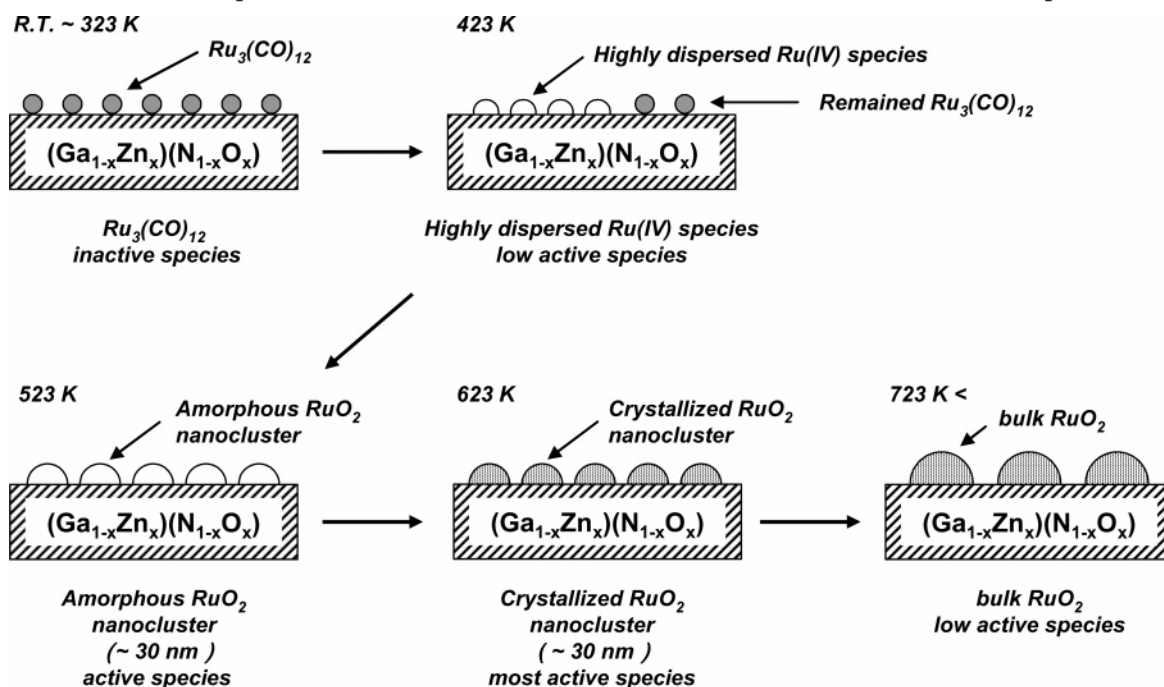 R.T. ~ 323 K
Ru3(CO)12
(Ga1-xZnx)(N1-xOx)
Ru3(CO)12
inactive species
423 K
Highly dispersed Ru(IV) species
Remained Ru3(CO)12
(Ga1-xZnx)(N1-xOx)
Highly dispersed Ru(IV) species
low active species
523 K
Amorphous RuO2
nanocluster
(Ga1-xZnx)(N1-xOx)
Amorphous RuO2
nanocluster
(~ 30 nm )
active species
623 K
Crystallized RuO2
nanocluster
(Ga1-xZnx)(N1-xOx)
Crystallized RuO2
nanocluster
( ~ 30 nm )
most active species
723 K <
bulk RuO2
(Ga1-xZnx)(N1-xOx)
bulk RuO2
low active species